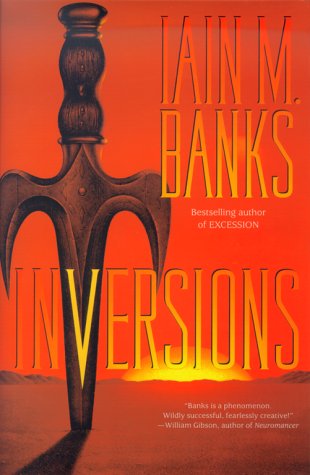 IAIN M.
BANKS
Bestselling author
of EXCESSION
INVERSIONS
"Banks is a phenomenon
Wildly successful, fearlessly creative!"
—William Gibson, author of Neuromancer